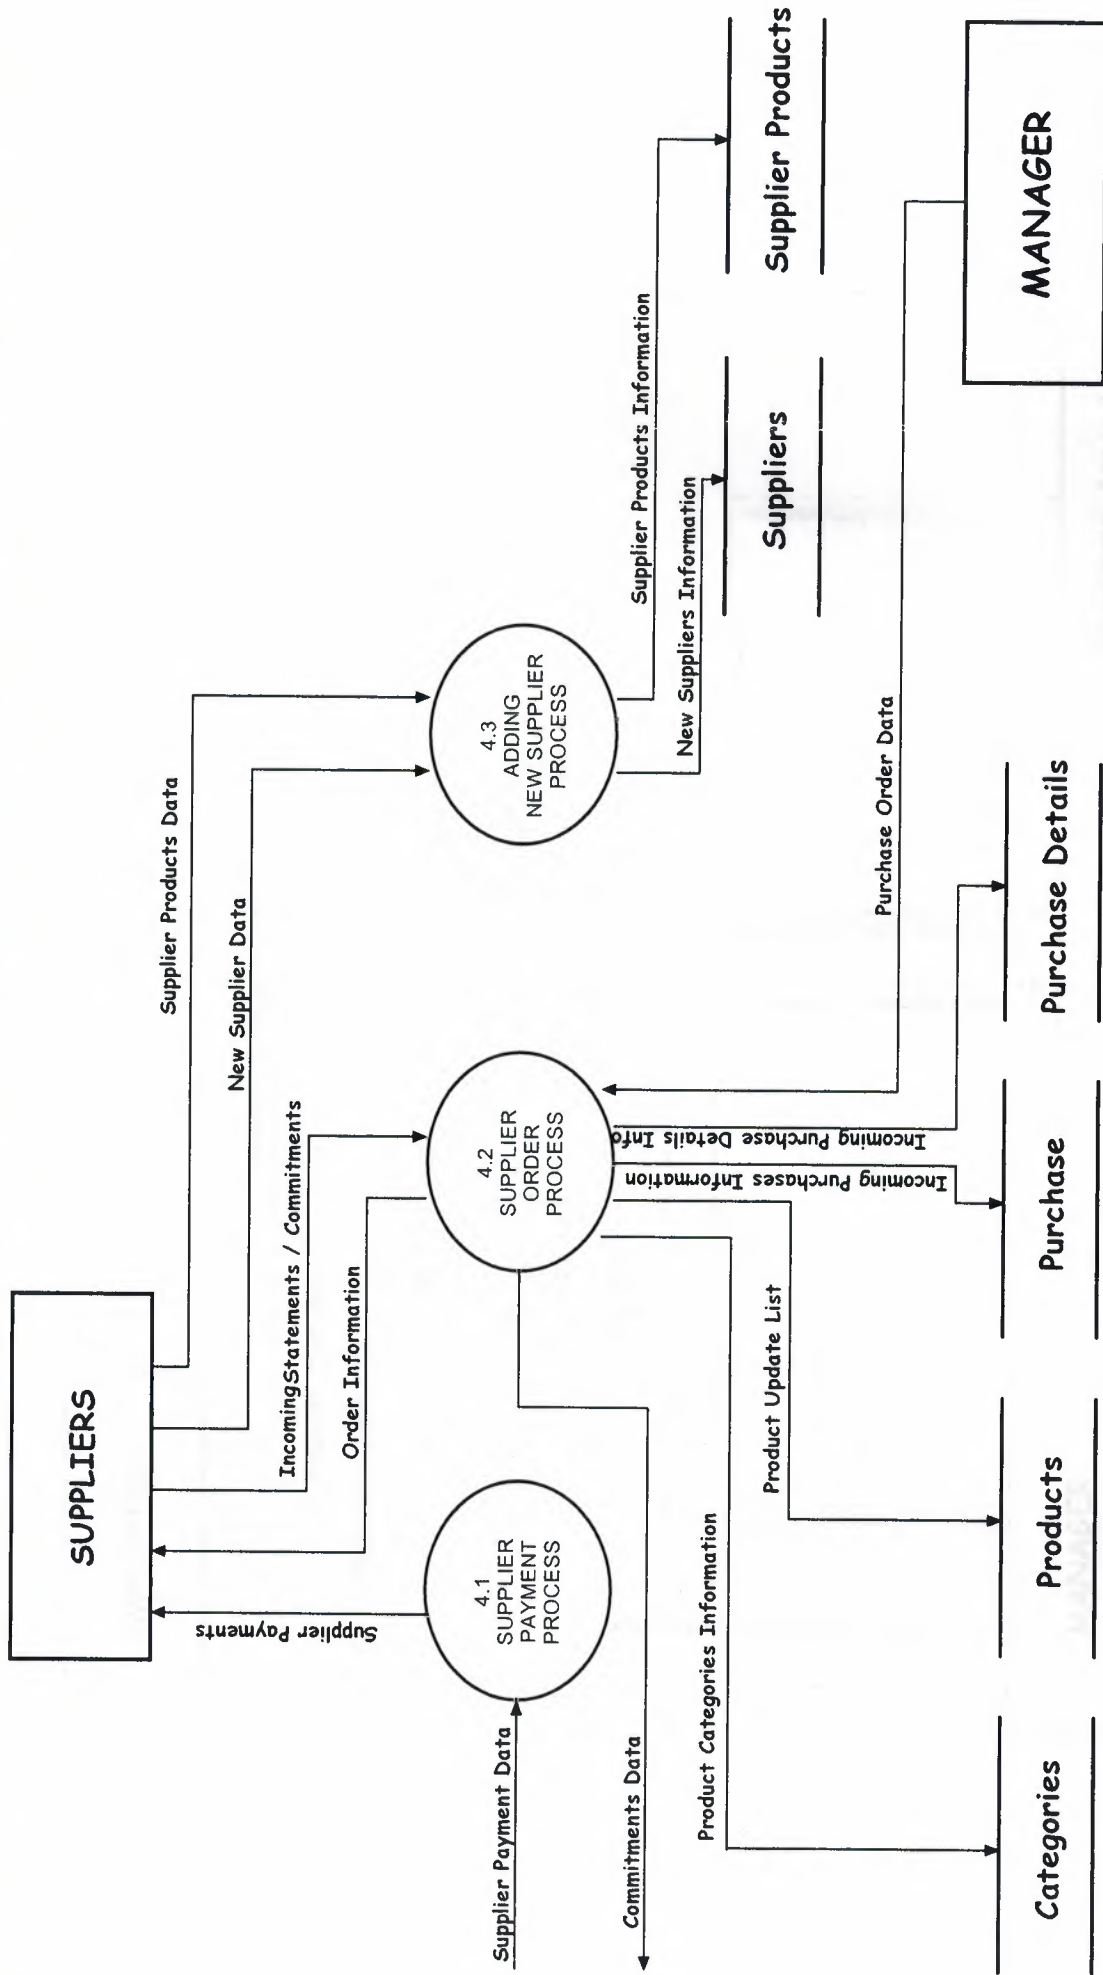 SUPPLIERS
Supplier Products Data
New Supplier Data
IncomingStatements / Commitments
Order Information
Supplier Payments
Supplier Payment Data
4.1
SUPPLIER
PAYMENT
PROCESS
4.2
SUPPLIER
ORDER
PROCESS
4.3
ADDING
NEW SUPPLIER
PROCESS
Commitments Data
Product Categories Information
Product Update List
Incoming Purchases Information
Incoming Purchase Details Info
Purchase Order Data
New Suppliers Information
Supplier Products Information
Suppliers
Supplier Products
Categories
Products
Purchase
Purchase Details
MANAGER
MANAGER